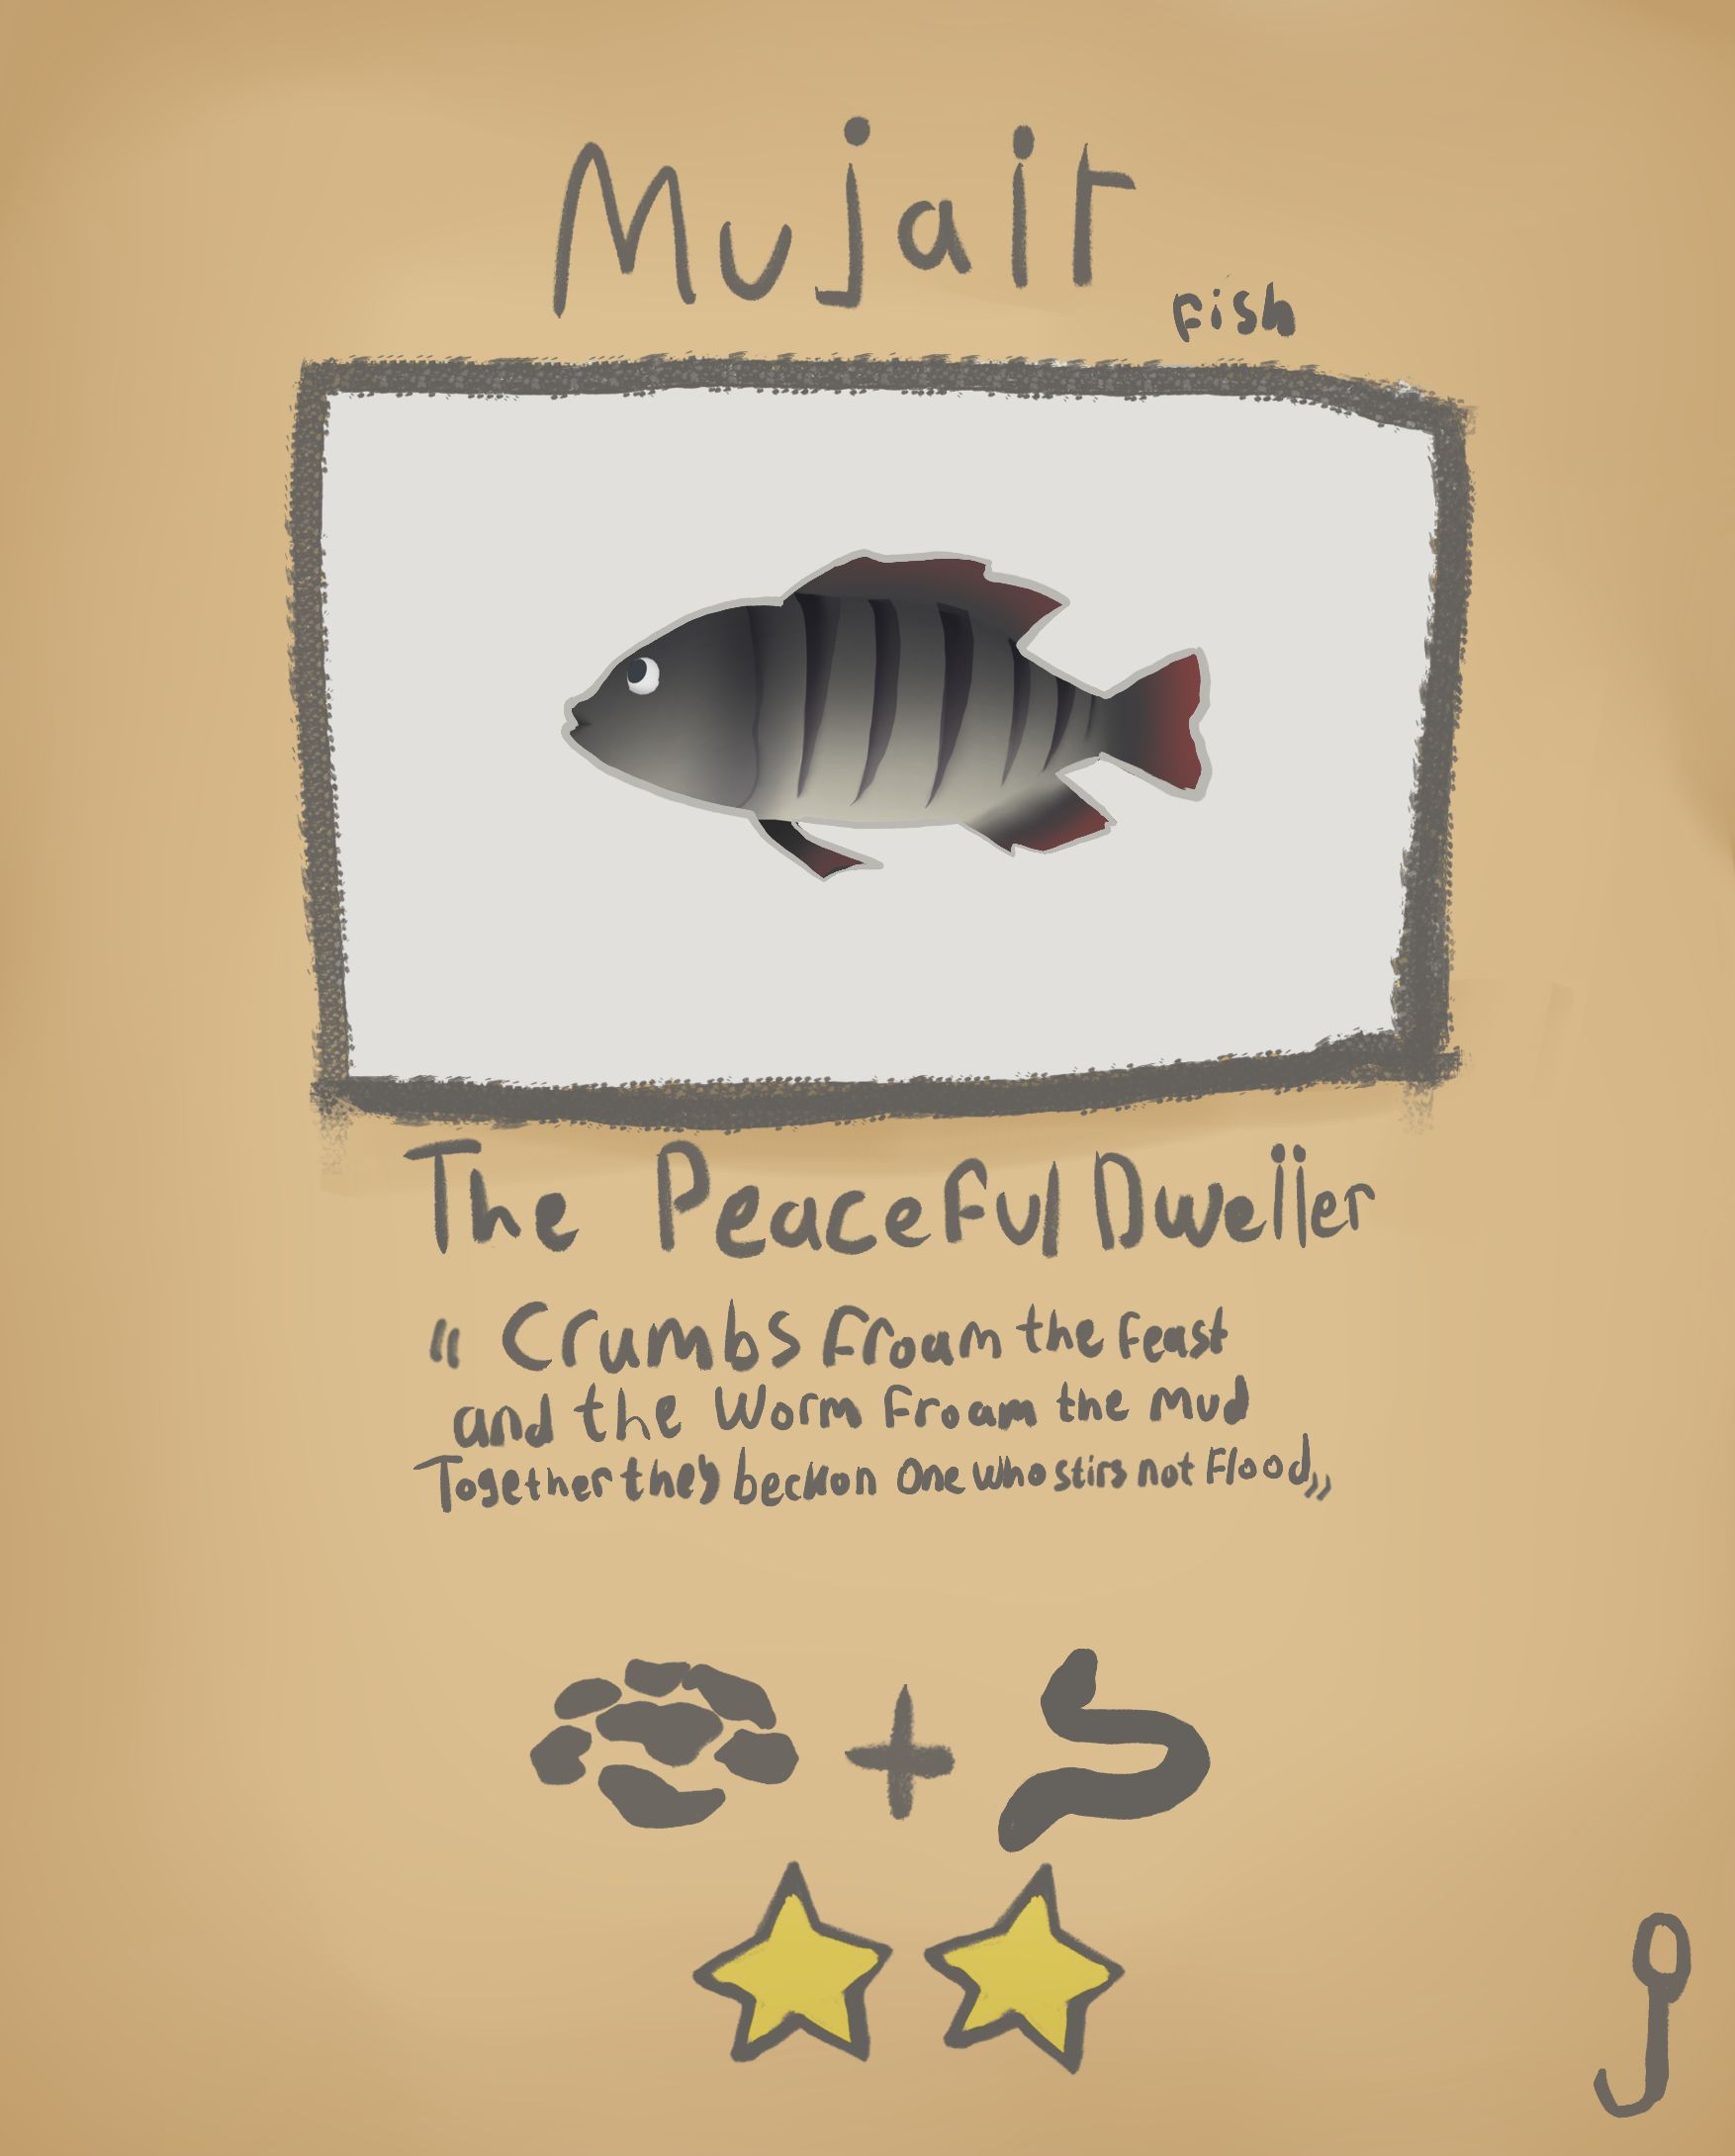 Mujair
fish
The Peaceful Dweller
"Crumbs froam the feast
and the Worm froam the Mud
Together they beckon One who stirs not Flood"